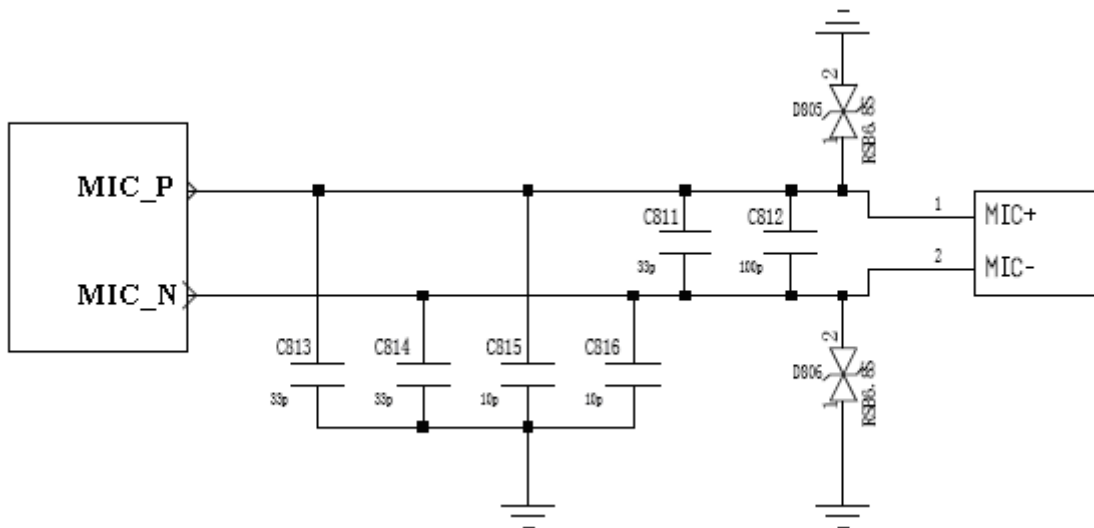 2
D805
1
RSB6.8S
MIC_P
1
MIC+
C811
33p
C812
100p
2
MIC-
MIC_N
C813
33p
C814
33p
C815
10p
C816
10p
2
D806
1
RSB6.8S